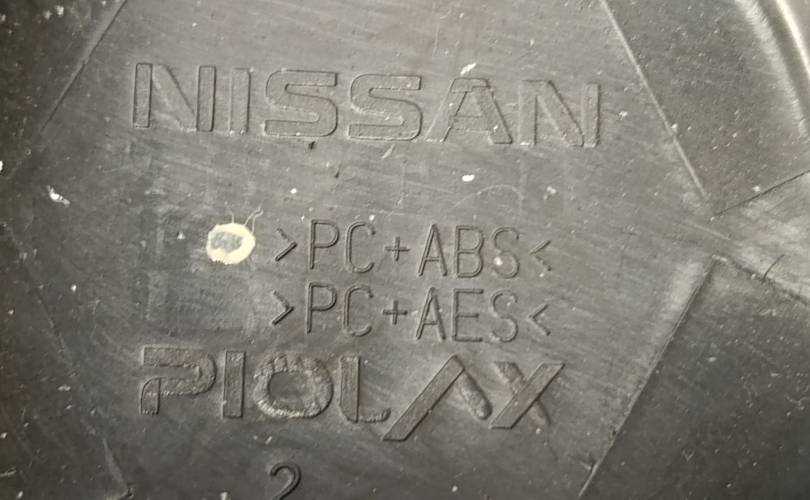 NISSAN
>PC+ABS<
>PC+AES<
PIOLAX
2